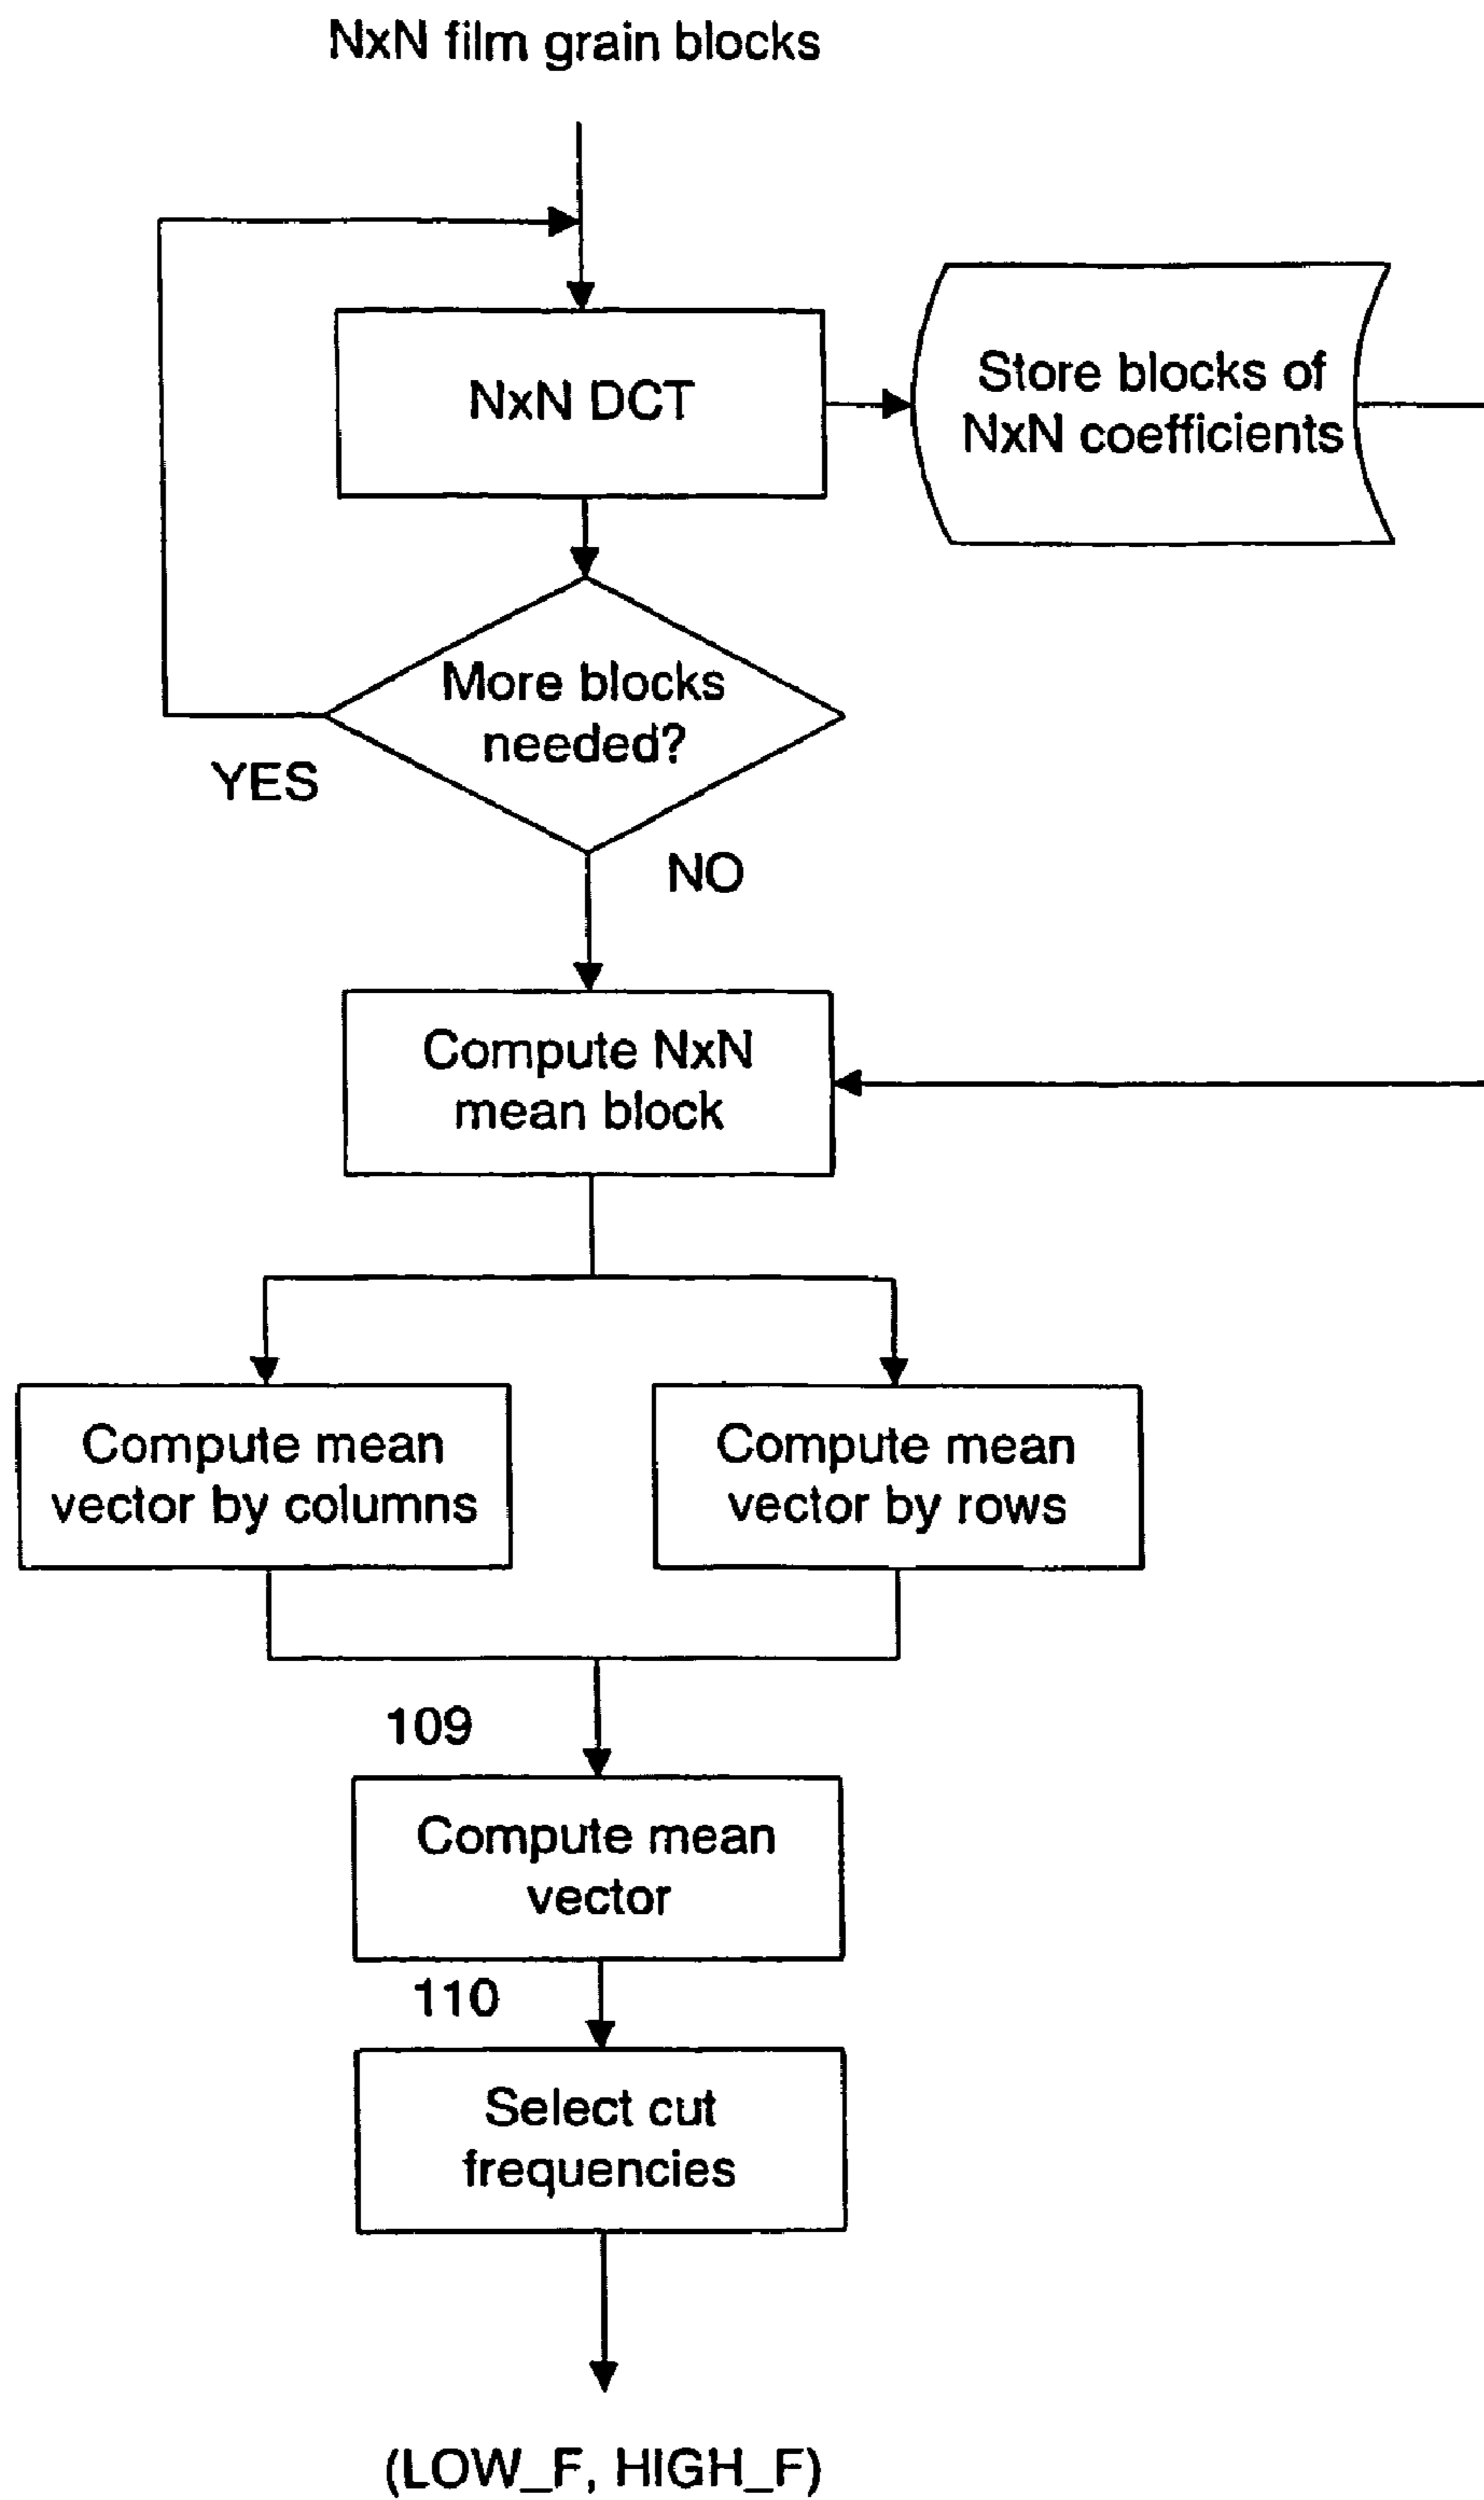 NxN film grain blocks
NxN DCT
Store blocks of
NxN coefficients
More blocks
needed?
YES
NO
Compute NxN
mean block
Compute mean
vector by columns
Compute mean
vector by rows
109
Compute mean
vector
110
Select cut
frequencies
(LOW_F, HIGH_F)